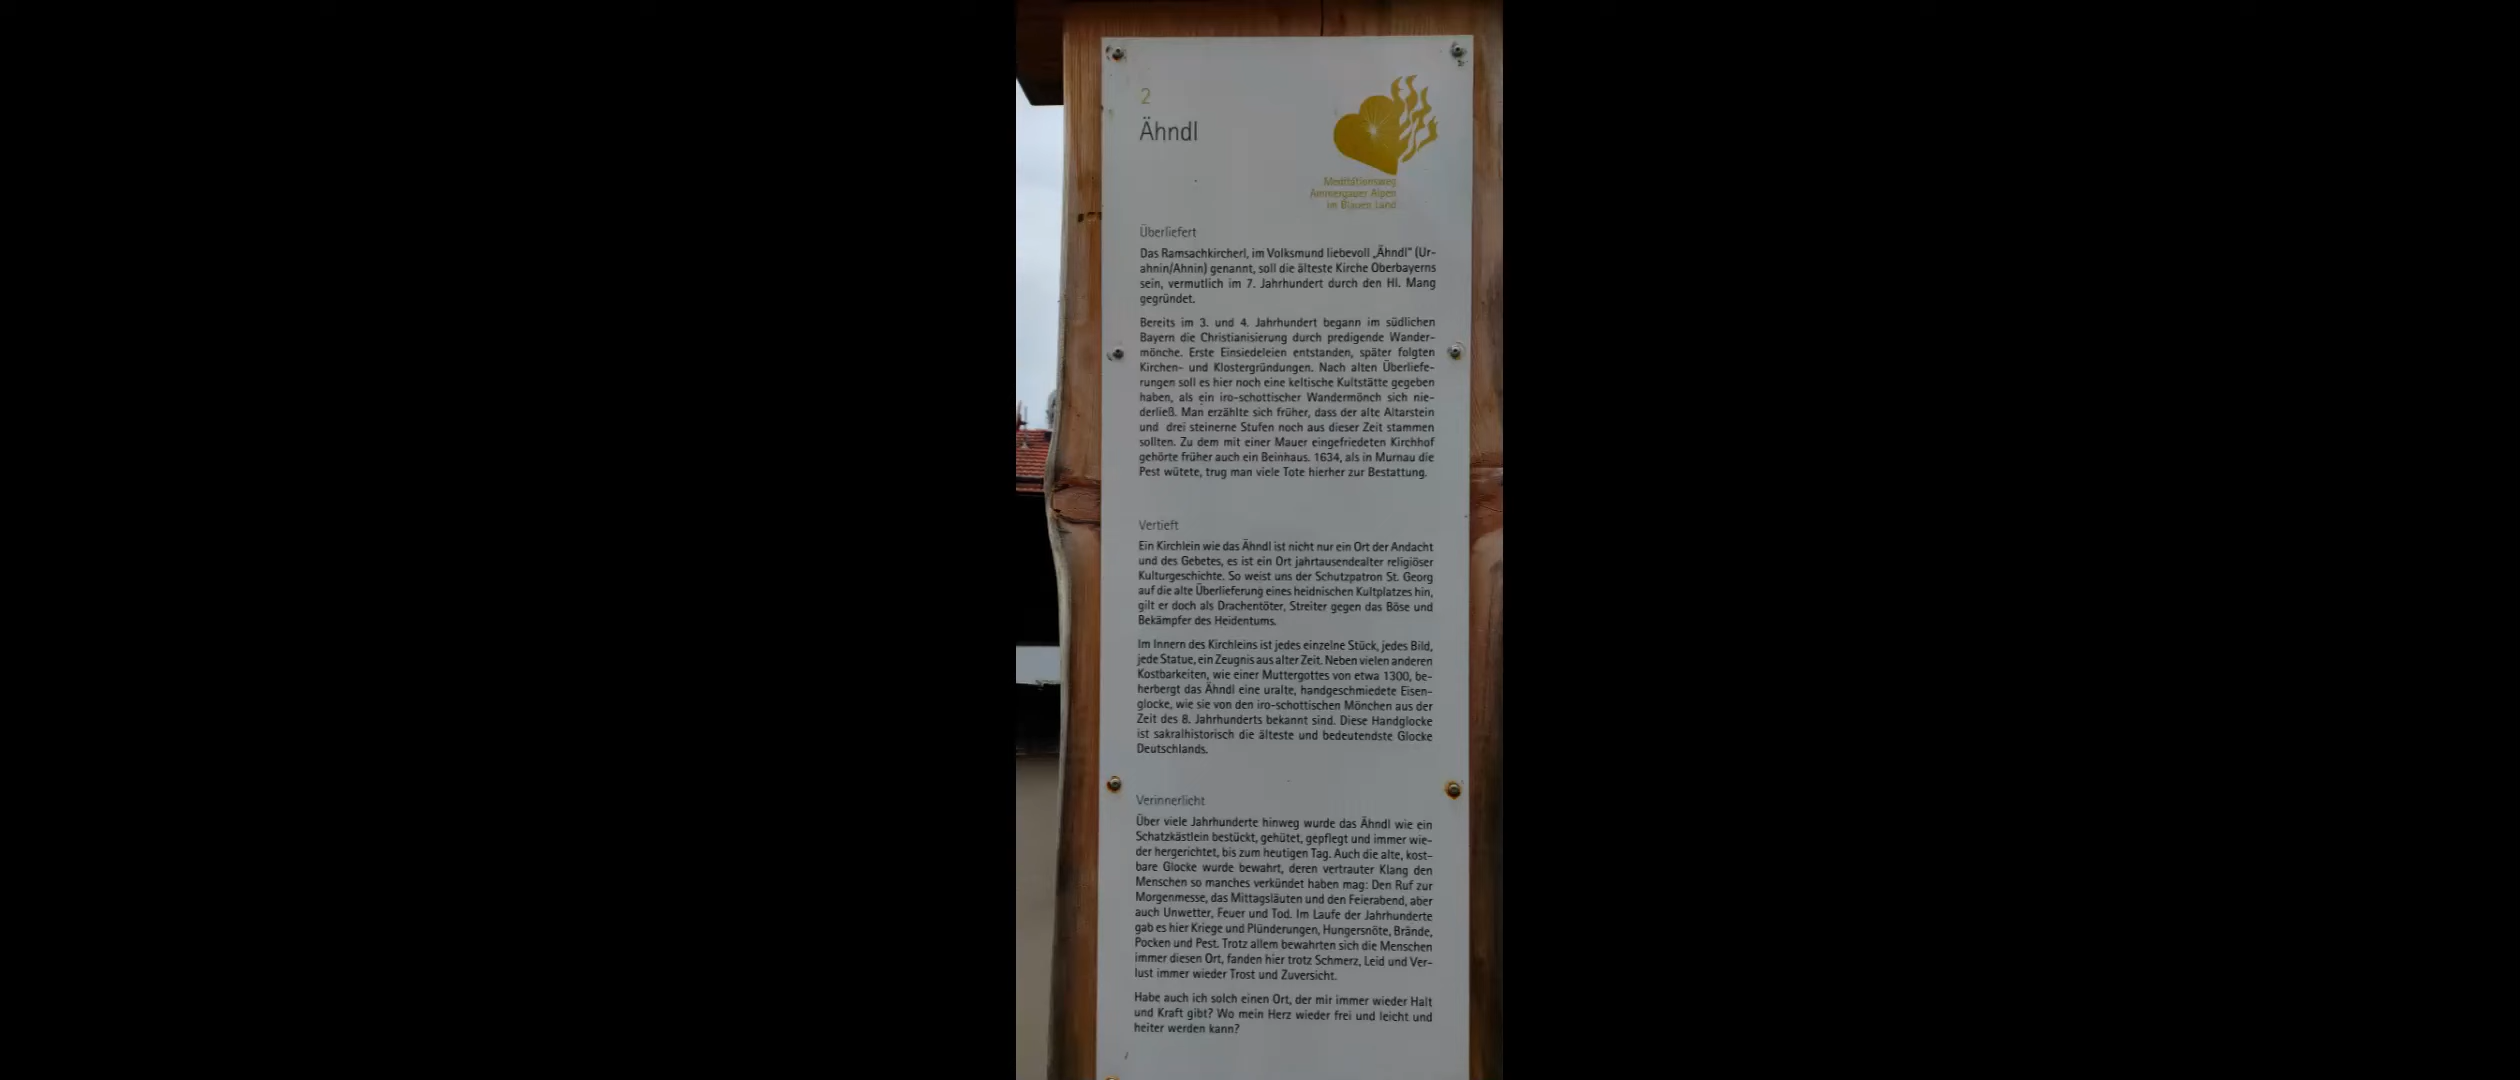 2
Ähndl
Meditationsweg
Ammergauer Alpen
im Blauen Land
Überliefert
Das Ramsachkircherl, im Volksmund liebevoll „Ähndl" (Ur-
ahnin/Ahnin) genannt, soll die älteste Kirche Oberbayerns
sein, vermutlich im 7. Jahrhundert durch den Hl. Mang
gegründet.
Bereits im 3. und 4. Jahrhundert begann im südlichen
Bayern die Christianisierung durch predigende Wander-
mönche. Erste Einsiedeleien entstanden, später folgten
Kirchen- und Klostergründungen. Nach alten Überliefe-
rungen soll es hier noch eine keltische Kultstätte gegeben
haben, als ein iro-schottischer Wandermönch sich nie-
derließ. Man erzählte sich früher, dass der alte Altarstein
und drei steinerne Stufen noch aus dieser Zeit stammen
sollten. Zu dem mit einer Mauer eingefriedeten Kirchhof
gehörte früher auch ein Beinhaus. 1634, als in Murnau die
Pest wütete, trug man viele Tote hierher zur Bestattung.
Vertieft
Ein Kirchlein wie das Ähndl ist nicht nur ein Ort der Andacht
und des Gebetes, es ist ein Ort jahrtausendealter religiöser
Kulturgeschichte. So weist uns der Schutzpatron St. Georg
auf die alte Überlieferung eines heidnischen Kultplatzes hin,
gilt er doch als Drachentöter, Streiter gegen das Böse und
Bekämpfer des Heidentums.
Im Innern des Kirchleins ist jedes einzelne Stück, jedes Bild,
jede Statue, ein Zeugnis aus alter Zeit. Neben vielen anderen
Kostbarkeiten, wie einer Muttergottes von etwa 1300, be-
herbergt das Ähndl eine uralte, handgeschmiedete Eisen-
glocke, wie sie von den iro-schottischen Mönchen aus der
Zeit des 8. Jahrhunderts bekannt sind. Diese Handglocke
ist sakralhistorisch die älteste und bedeutendste Glocke
Deutschlands.
Verinnerlicht
Über viele Jahrhunderte hinweg wurde das Ähndl wie ein
Schatzkästlein bestückt, gehütet, gepflegt und immer wie-
der hergerichtet, bis zum heutigen Tag. Auch die alte, kost-
bare Glocke wurde bewahrt, deren vertrauter Klang den
Menschen so manches verkündet haben mag: Den Ruf zur
Morgenmesse, das Mittagsläuten und den Feierabend, aber
auch Unwetter, Feuer und Tod. Im Laufe der Jahrhunderte
gab es hier Kriege und Plünderungen, Hungersnöte, Brände,
Pocken und Pest. Trotz allem bewahrten sich die Menschen
immer diesen Ort, fanden hier trotz Schmerz, Leid und Ver-
lust immer wieder Trost und Zuversicht.
Habe auch ich solch einen Ort, der mir immer wieder Halt
und Kraft gibt? Wo mein Herz wieder frei und leicht und
heiter werden kann?